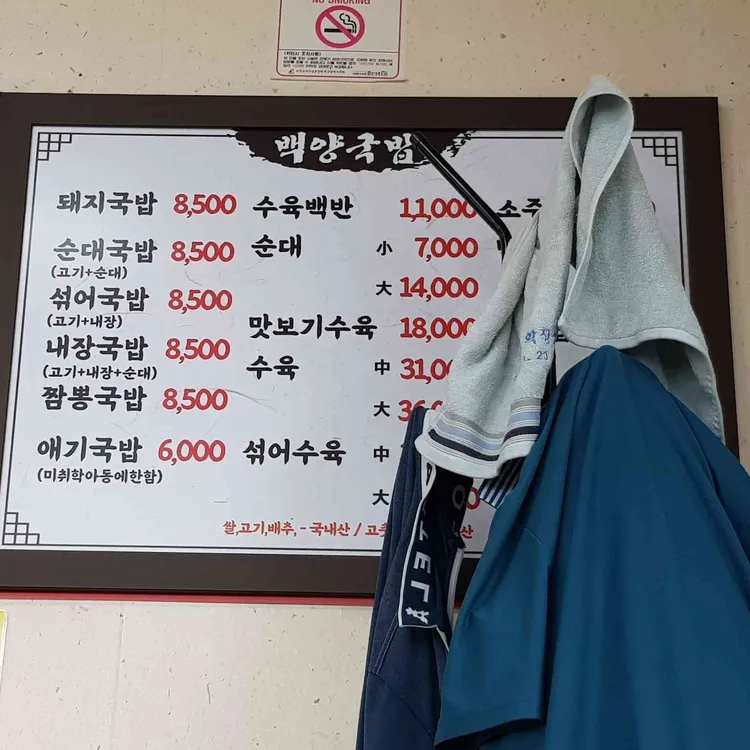 NO SMOKING
백양국밥
돼지국밥 8,500
순대국밥 8,500
(고기+순대)
섞어국밥 8,500
(고기+내장)
내장국밥 8,500
(고기+내장+순대)
짬뽕국밥 8,500
애기국밥 6,000
(미취학아동에한함)
수육백반 11,000
순대 小 7,000
大 14,000
맛보기수육 18,000
수육 中
大
섞어수육 中
大
소주
쌀,고기,배추, - 국내산 /